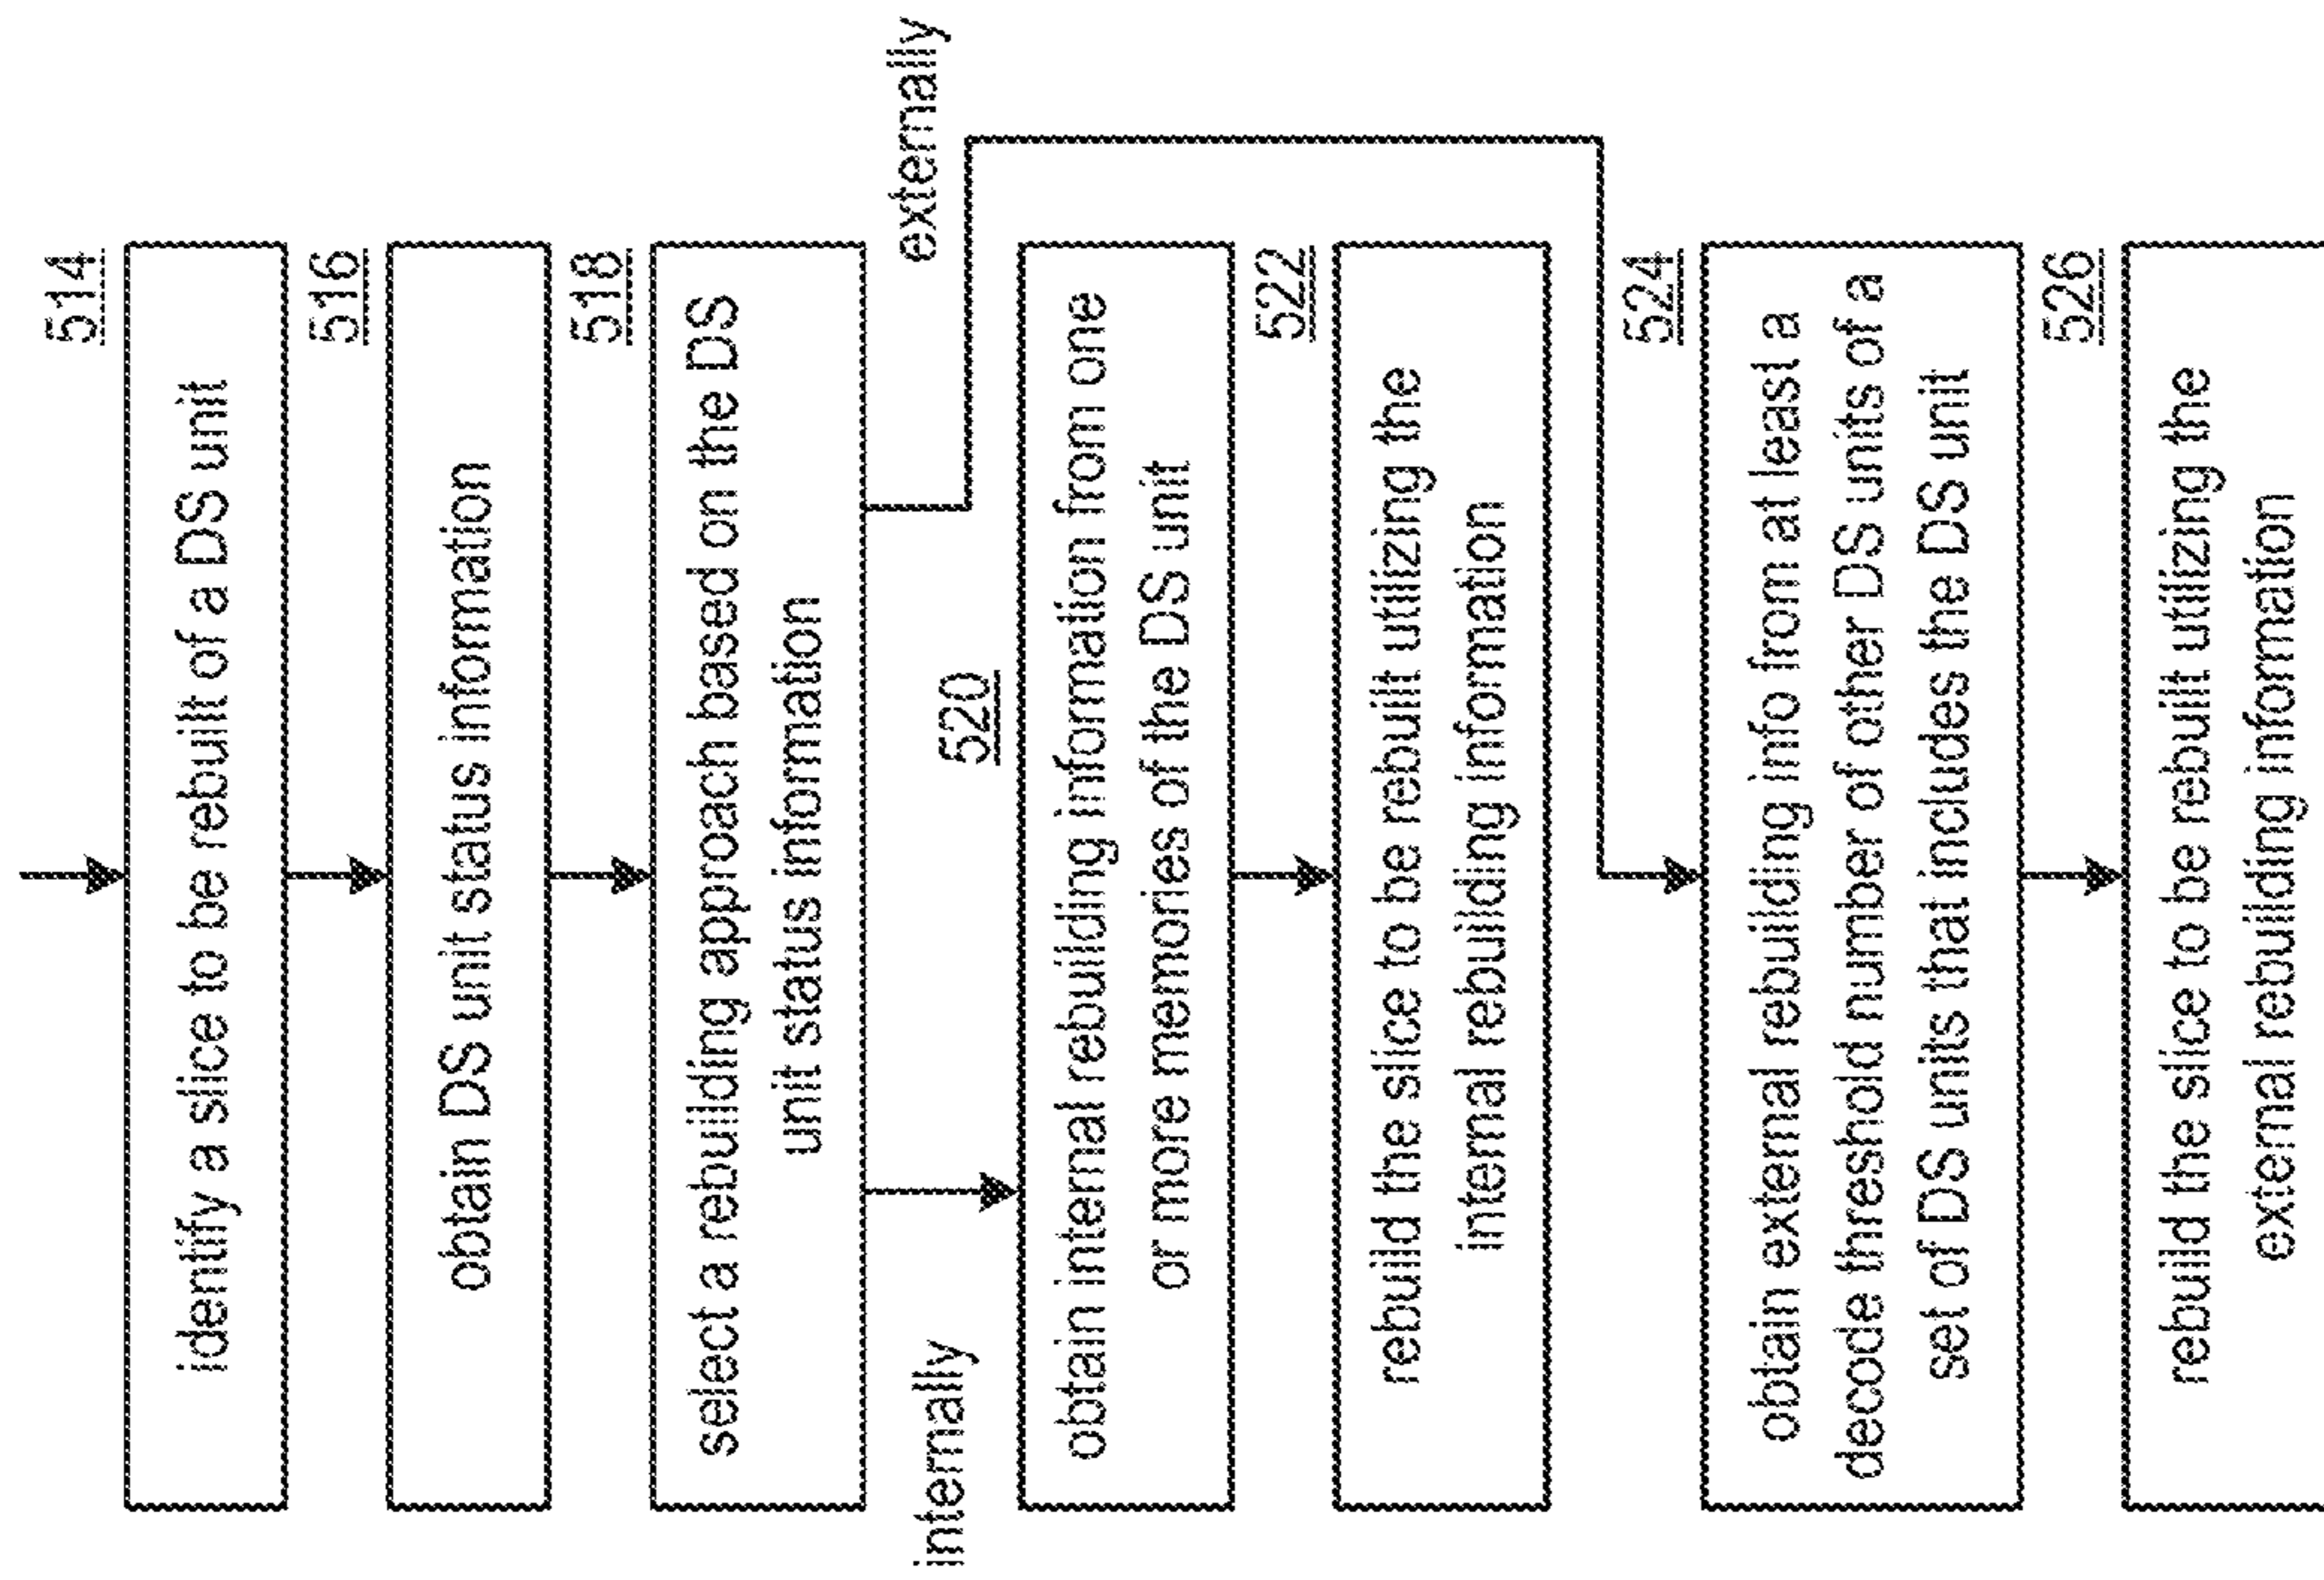 514
identify a slice to be rebuilt of a DS unit
516
obtain DS unit status information
518
select a rebuilding approach based on the DS
unit status information
internally
externally
520
obtain internal rebuilding information from one
or more memories of the DS unit
522
rebuild the slice to be rebuilt utilizing the
internal rebuilding information
524
obtain external rebuilding info from at least a
decode threshold number of other DS units of a
set of DS units that includes the DS unit
526
rebuild the slice to be rebuilt utilizing the
external rebuilding information